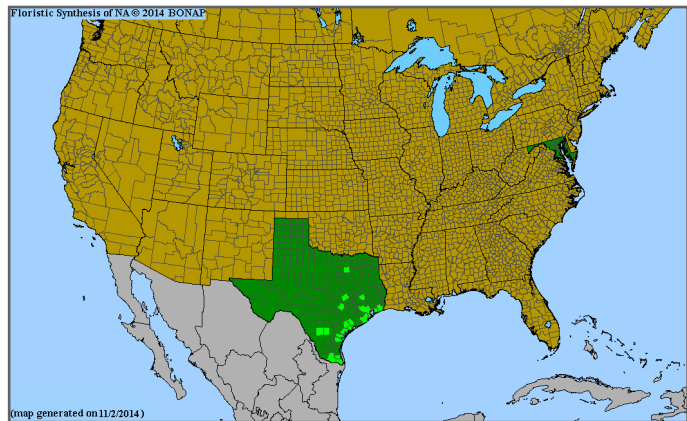 Floristic Synthesis of NA © 2014 BONAP
(map generated on 11/2/2014)